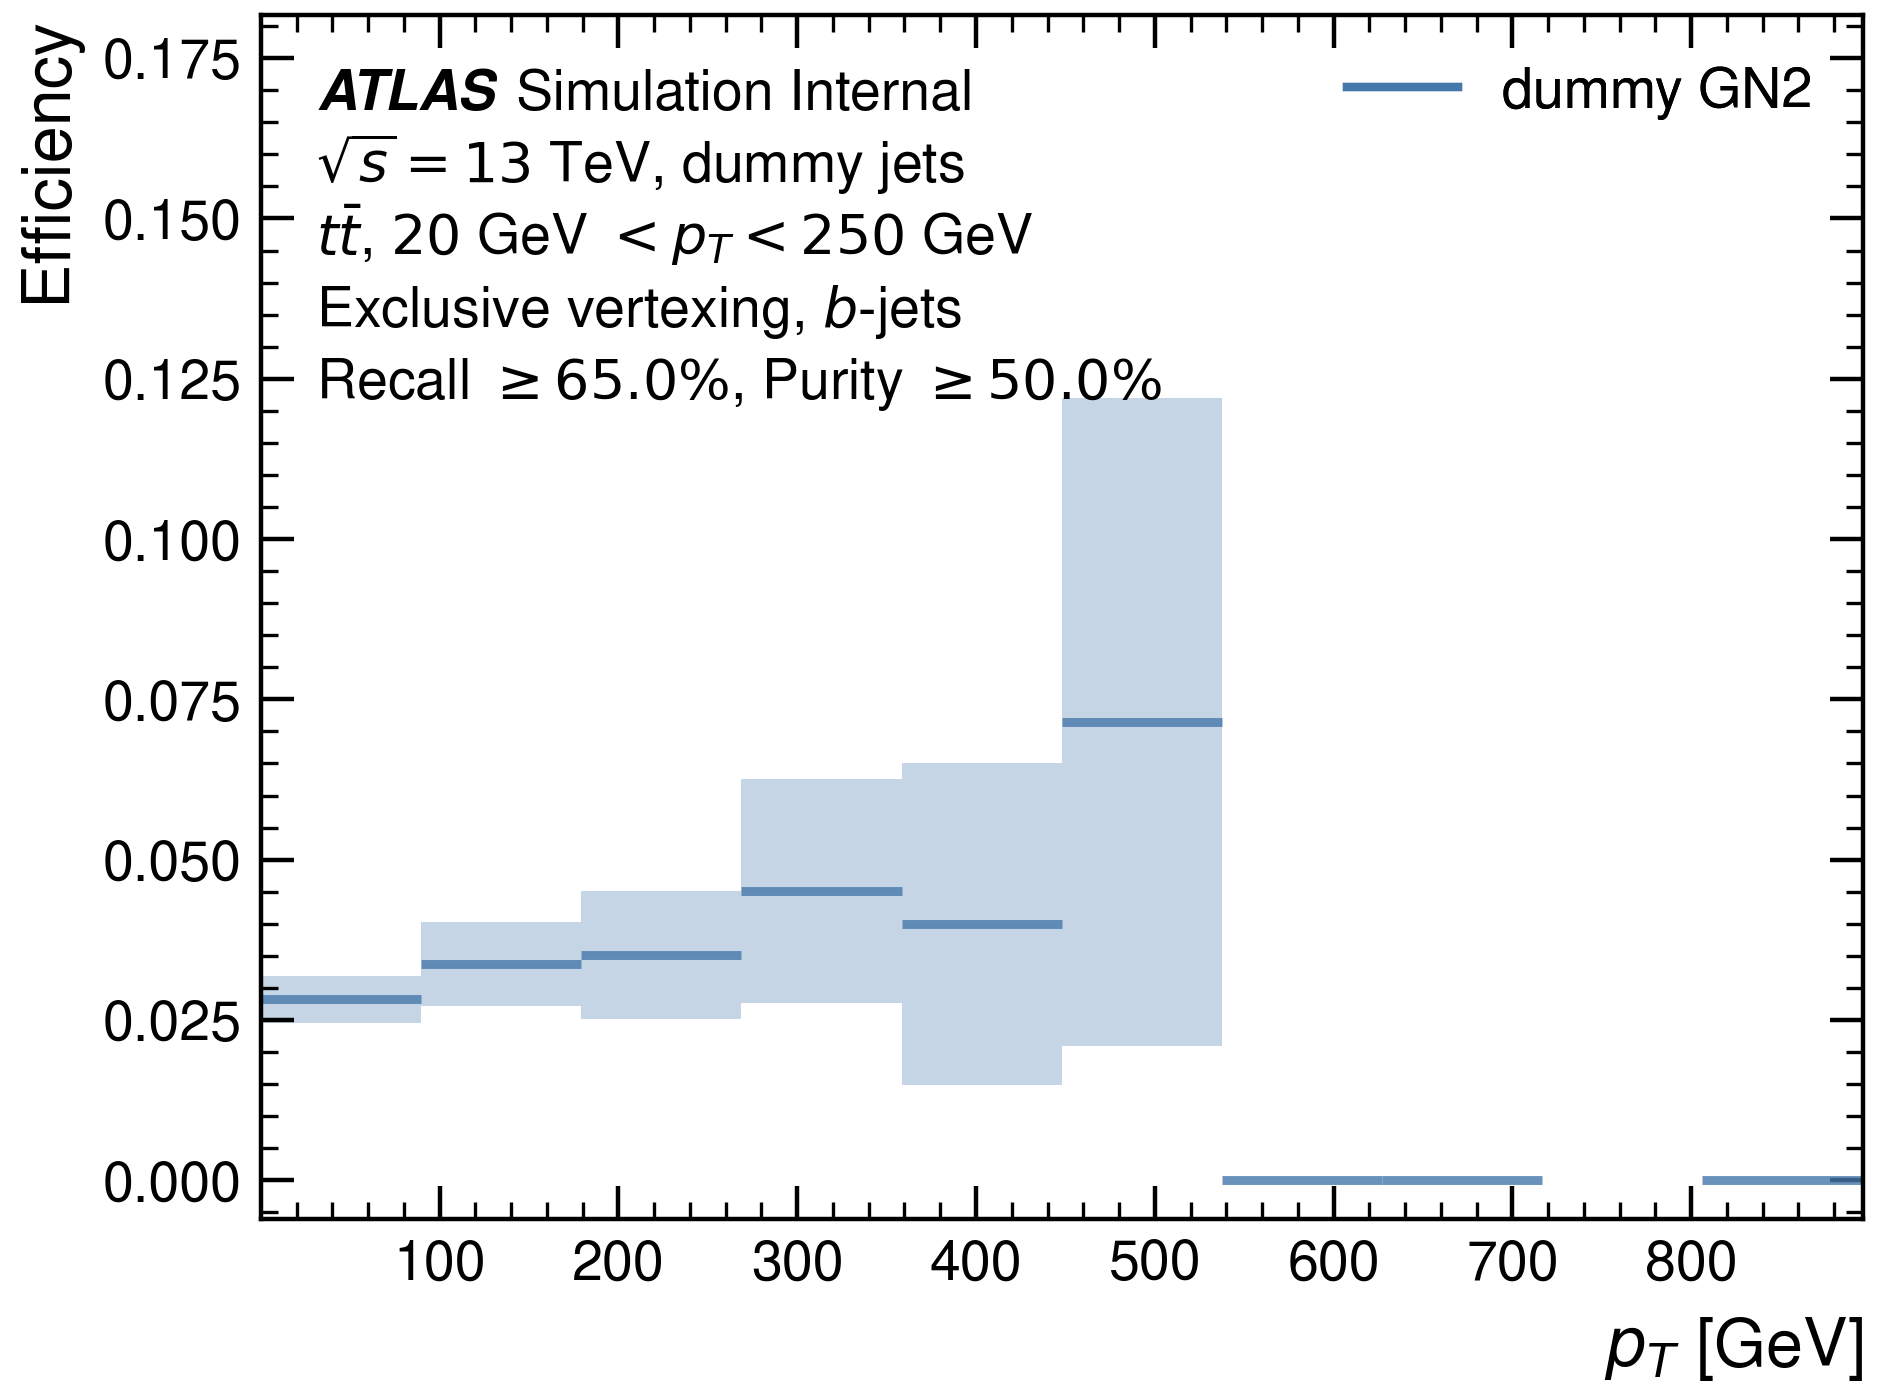 Efficiency
0.175
0.150
0.125
0.100
0.075
0.050
0.025
0.000
ATLAS Simulation Internal
√s = 13 TeV, dummy jets
tt̄, 20 GeV < p_T < 250 GeV
Exclusive vertexing, b-jets
Recall ≥ 65.0%, Purity ≥ 50.0%
dummy GN2
100 200 300 400 500 600 700 800
p_T [GeV]